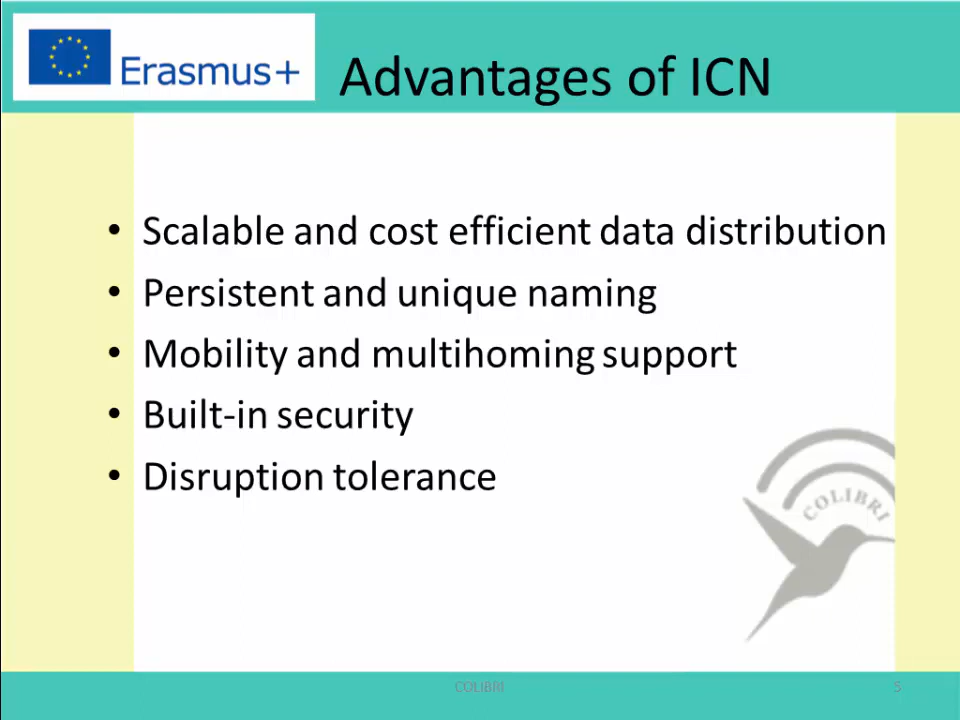 Erasmus+
Advantages of ICN
• Scalable and cost efficient data distribution
• Persistent and unique naming
• Mobility and multihoming support
• Built-in security
• Disruption tolerance
COLIBRI
COLIBRI
5